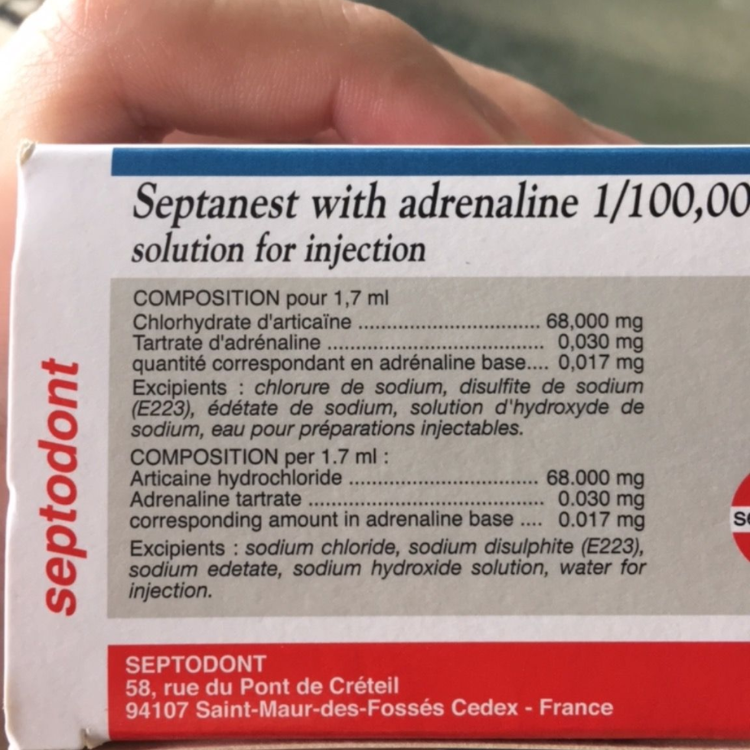 Septanest with adrenaline 1/100,00
solution for injection
COMPOSITION pour 1,7 ml
Chlorhydrate d'articaïne ................................ 68,000 mg
Tartrate d'adrénaline ...................................... 0,030 mg
quantité correspondant en adrénaline base.... 0,017 mg
Excipients : chlorure de sodium, disulfite de sodium
(E223), édétate de sodium, solution d'hydroxyde de
sodium, eau pour préparations injectables.
COMPOSITION per 1.7 ml :
Articaine hydrochloride .................................. 68.000 mg
Adrenaline tartrate ......................................... 0.030 mg
corresponding amount in adrenaline base .... 0.017 mg
Excipients : sodium chloride, sodium disulphite (E223),
sodium edetate, sodium hydroxide solution, water for
injection.
septodont
SEPTODONT
58, rue du Pont de Créteil
94107 Saint-Maur-des-Fossés Cedex - France